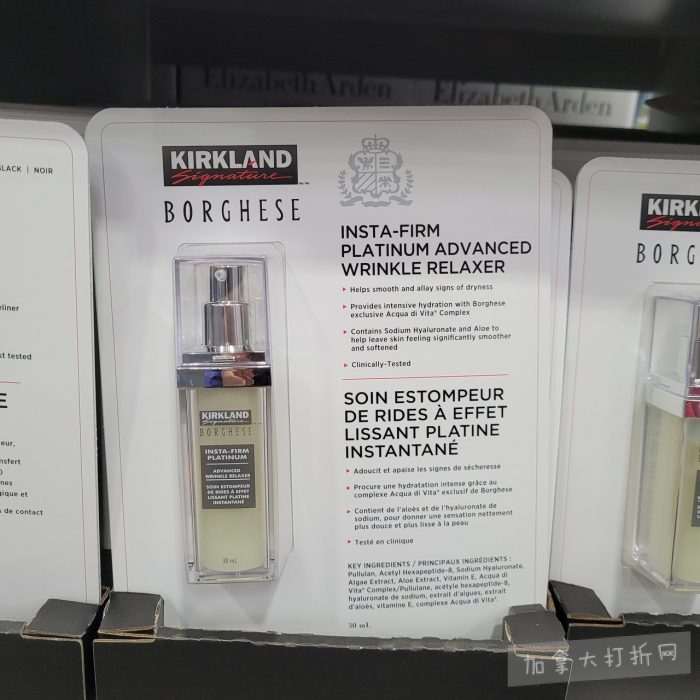 Elizabeth Arden
Elizabeth Arden
BLACK | NOIR
KIRKLAND
Signature
BORGHESE
INSTA-FIRM
PLATINUM ADVANCED
WRINKLE RELAXER
Helps smooth and allay signs of dryness
Provides intensive hydration with Borghese
exclusive Acqua di Vita® Complex
Contains Sodium Hyaluronate and Aloe to
help leave skin feeling significantly smoother
and softened
Clinically-Tested
SOIN ESTOMPEUR
DE RIDES À EFFET
LISSANT PLATINE
INSTANTANÉ
Adoucit et apaise les signes de sécheresse
Procure une hydratation intense grâce au
complexe Acqua di Vita® exclusif de Borghese
Contient de l'aloès et de l'hyaluronate de
sodium, pour donner une sensation nettement
plus douce et plus lisse à la peau
Testé en clinique
KEY INGREDIENTS / PRINCIPAUX INGRÉDIENTS :
Pullulan, Acetyl Hexapeptide-8, Sodium Hyaluronate,
Algae Extract, Aloe Extract, Vitamin E, Acqua di
Vita® Complex/Pullulane, acétyle hexapeptide-8,
hyaluronate de sodium, extrait d'algues, extrait
d'aloès, vitamine E, complexe Acqua di Vita®.
30 mL
KIRKLAND
Signature
BORGHESE
INSTA-FIRM
PLATINUM
ADVANCED
WRINKLE RELAXER
SOIN ESTOMPEUR
DE RIDES À EFFET
LISSANT PLATINE
INSTANTANÉ
30 mL
KIRK
Signa
BORG
加拿大打折网